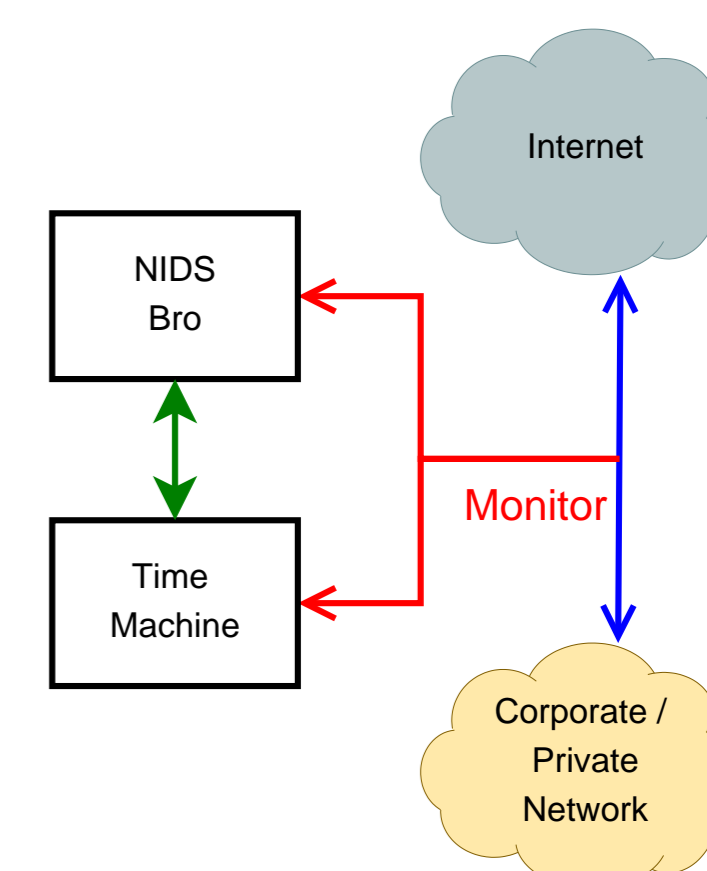 Internet
NIDS
Bro
Monitor
Time
Machine
Corporate /
Private
Network